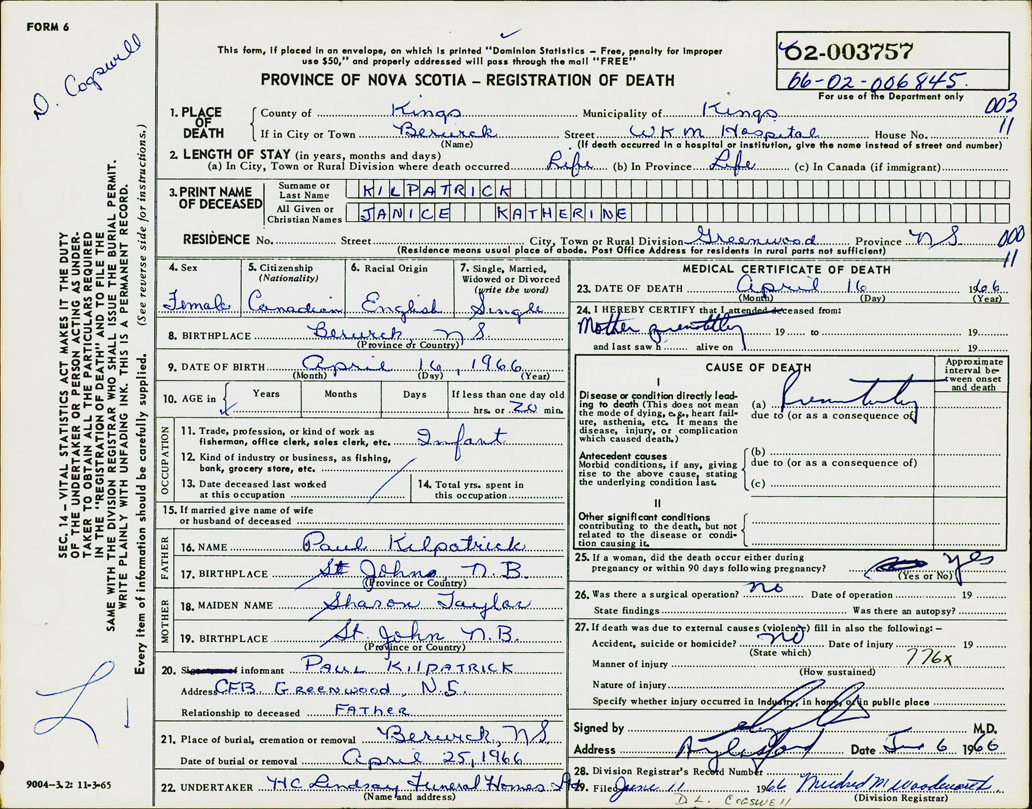 FORM 6
D. Cogswell
This form, if placed in an envelope, on which is printed "Dominion Statistics – Free, penalty for improper
use $50," and properly addressed will pass through the mail "FREE"
PROVINCE OF NOVA SCOTIA – REGISTRATION OF DEATH
02-003757
66-02-006845.
For use of the Department only
003
11
1. PLACE OF DEATH
County of Kings Municipality of Kings
If in City or Town Berwick Street WKM Hospital House No.
(Name) (If death occurred in a hospital or institution, give the name instead of street and number)
2. LENGTH OF STAY (in years, months and days)
(a) In City, Town or Rural Division where death occurred Life (b) In Province Life (c) In Canada (if immigrant)
3. PRINT NAME OF DECEASED
Surname or Last Name KILPATRICK
All Given or Christian Names JANICE KATHERINE
RESIDENCE No. Street City, Town or Rural Division Greenwood Province N.S.
(Residence means usual place of abode. Post Office Address for residents in rural parts not sufficient)
000
11
4. Sex
Female
5. Citizenship
(Nationality)
Canadian
6. Racial Origin
English
7. Single, Married,
Widowed or Divorced
(write the word)
Single
8. BIRTHPLACE Berwick, N.S.
(Province or Country)
9. DATE OF BIRTH April 16, 1966
(Month) (Day) (Year)
10. AGE in Years Months Days If less than one day old
hrs. or 20 min.
OCCUPATION
11. Trade, profession, or kind of work as
fisherman, office clerk, sales clerk, etc. Infant
12. Kind of industry or business, as fishing,
bank, grocery store, etc.
13. Date deceased last worked
at this occupation
14. Total yrs. spent in
this occupation
15. If married give name of wife
or husband of deceased
FATHER
16. NAME Paul Kilpatrick
17. BIRTHPLACE St Johns, N.B.
(Province or Country)
MOTHER
18. MAIDEN NAME Sharon Taylor
19. BIRTHPLACE St. John N.B.
(Province or Country)
20. Signature of informant PAUL KILPATRICK
Address CFB GREENWOOD, N.S.
Relationship to deceased FATHER
21. Place of burial, cremation or removal Berwick, N.S.
Date of burial or removal April 25, 1966
22. UNDERTAKER HC Lindsay Funeral Homes Ltd
(Name and address)
MEDICAL CERTIFICATE OF DEATH
23. DATE OF DEATH April 16 1966
(Month) (Day) (Year)
24. I HEREBY CERTIFY that I attended deceased from:
Mother 19 to 19
and last saw h alive on 19
CAUSE OF DEATH
Approximate
interval be-
tween onset
and death
I
Disease or condition directly lead-
ing to death (This does not mean
the mode of dying, e.g., heart fail-
ure, asthenia, etc. It means the
disease, injury, or complication
which caused death.)
(a) Prematurity
due to (or as a consequence of)
Antecedent causes
Morbid conditions, if any, giving
rise to the above cause, stating
the underlying condition last.
(b)
due to (or as a consequence of)
(c)
II
Other significant conditions
contributing to the death, but not
related to the disease or condi-
tion causing it.
25. If a woman, did the death occur either during
pregnancy or within 90 days following pregnancy? yes
(Yes or No)
26. Was there a surgical operation? no Date of operation 19
State findings Was there an autopsy?
27. If death was due to external causes (violence) fill in also the following: –
Accident, suicide or homicide? no Date of injury 19
(State which)
776x
Manner of injury
(How sustained)
Nature of injury
Specify whether injury occurred in industry, in home, or in public place
Signed by M.D.
Address Aylesford Date June 6 1966
28. Division Registrar's Record Number
29. Filed June 11 1966 Mildred M Woodworth
(Division Registrar)
D L. COGSWELL
SEC. 14 – VITAL STATISTICS ACT MAKES IT THE DUTY
OF THE UNDERTAKER OR PERSON ACTING AS UNDER-
TAKER TO OBTAIN ALL THE PARTICULARS REQUIRED
IN THE "REGISTRATION OF DEATH" AND TO FILE THE
SAME WITH THE DIVISION REGISTRAR WHO SHALL ISSUE THE BURIAL PERMIT.
WRITE PLAINLY WITH UNFADING INK. THIS IS A PERMANENT RECORD.
Every item of information should be carefully supplied. (See reverse side for instructions.)
9004-3.2: 11-3-65